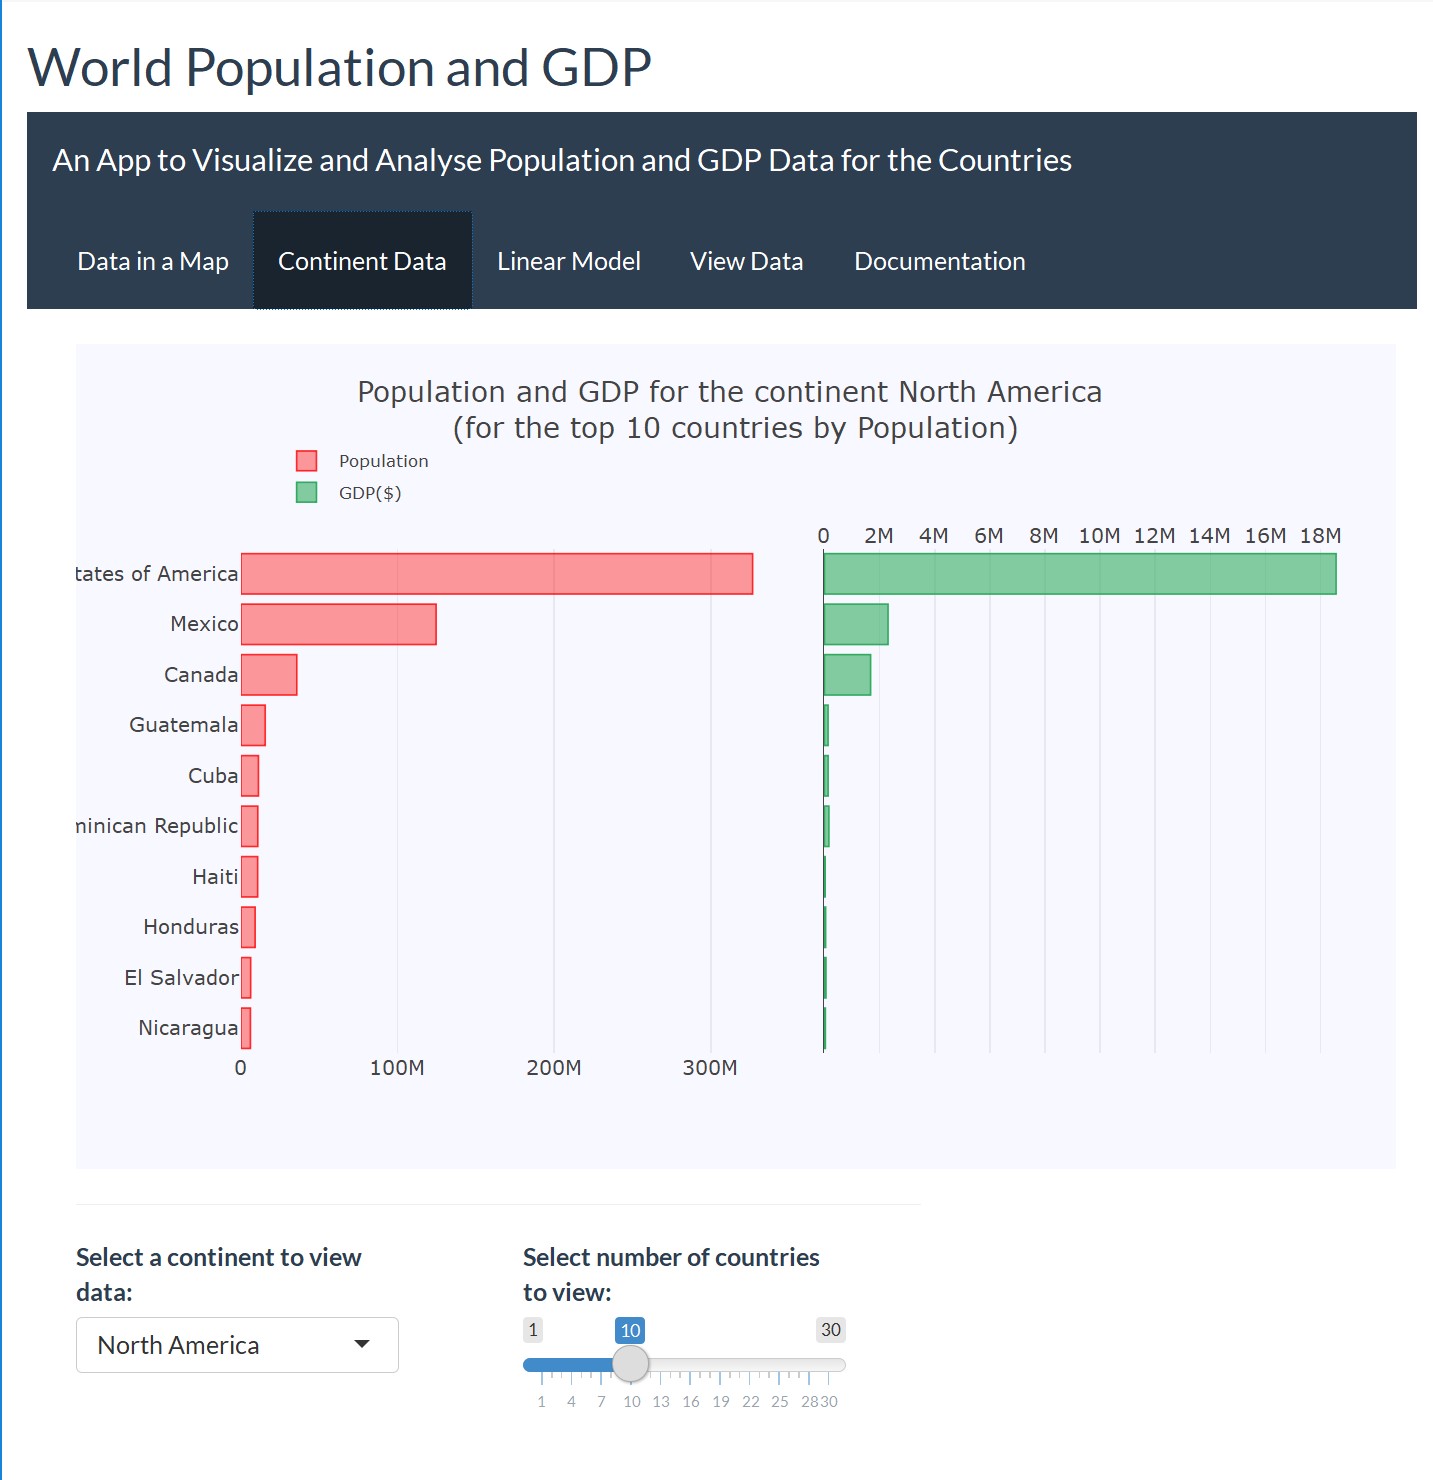 World Population and GDP
An App to Visualize and Analyse Population and GDP Data for the Countries
Data in a Map Continent Data Linear Model View Data Documentation
Population and GDP for the continent North America
(for the top 10 countries by Population)
Population
GDP($)
0 2M 4M 6M 8M 10M 12M 14M 16M 18M
tates of America
Mexico
Canada
Guatemala
Cuba
minican Republic
Haiti
Honduras
El Salvador
Nicaragua
0 100M 200M 300M
Select a continent to view
data:
North America
Select number of countries
to view:
1 10 30
1 4 7 10 13 16 19 22 25 28 30